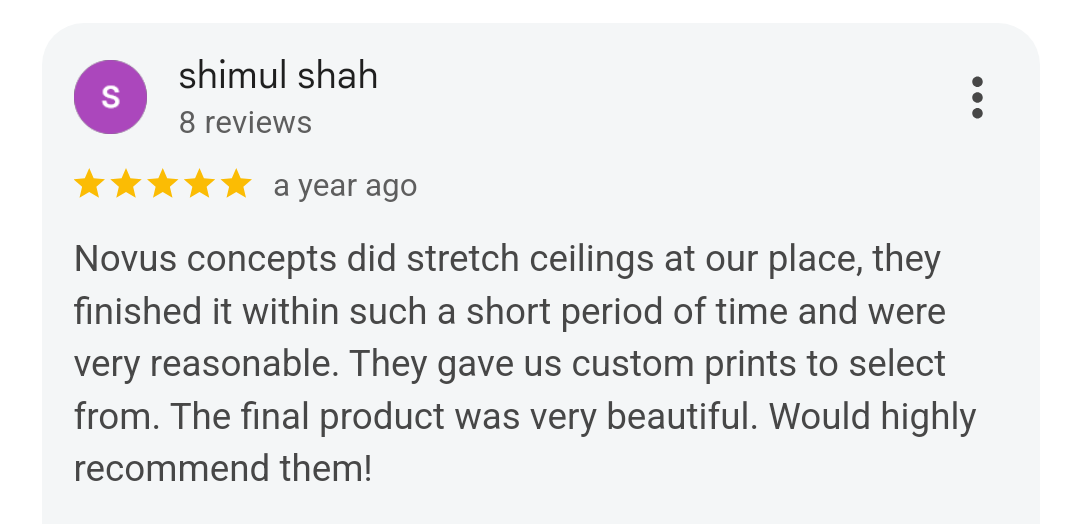 S
shimul shah
8 reviews
a year ago
Novus concepts did stretch ceilings at our place, they
finished it within such a short period of time and were
very reasonable. They gave us custom prints to select
from. The final product was very beautiful. Would highly
recommend them!